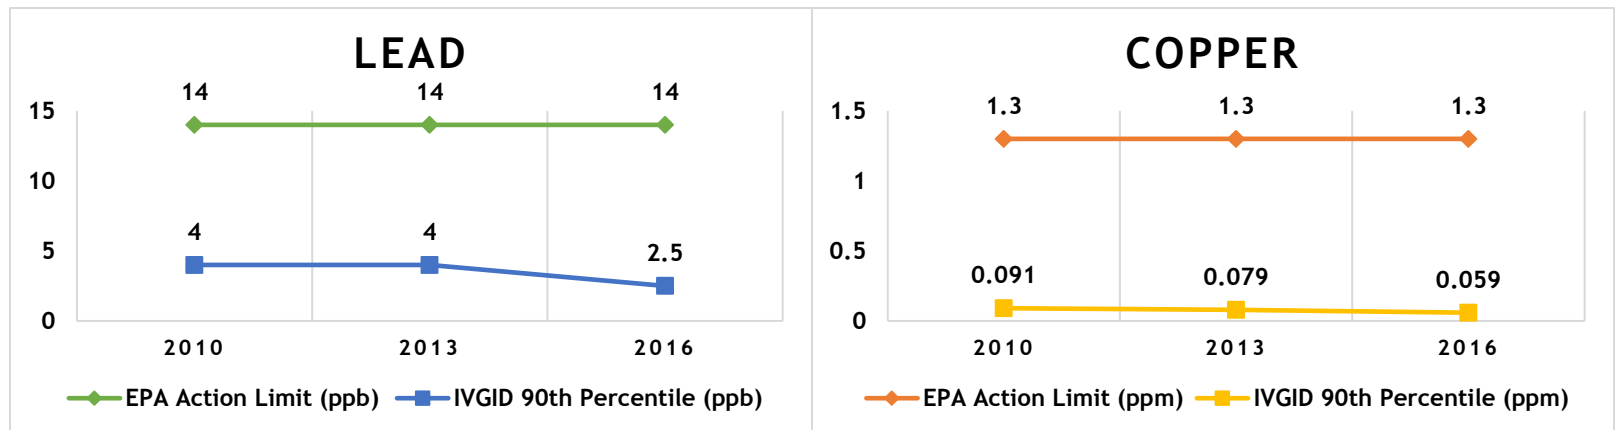 LEAD
14 14 14
15
10
5
0
4 4 2.5
2010 2013 2016
EPA Action Limit (ppb) IVGID 90th Percentile (ppb)
COPPER
1.3 1.3 1.3
1.5
1
0.5
0
0.091 0.079 0.059
2010 2013 2016
EPA Action Limit (ppm) IVGID 90th Percentile (ppm)